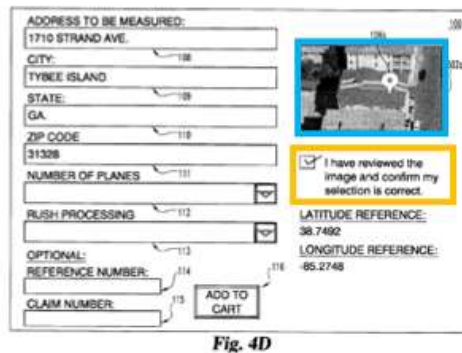 ADDRESS TO BE MEASURED:
1710 STRAND AVE.
108
CITY:
TYBEE ISLAND
109
STATE:
GA.
110
ZIP CODE
31328
111
NUMBER OF PLANES
112
RUSH PROCESSING
113
OPTIONAL:
REFERENCE NUMBER:
114
CLAIM NUMBER:
115
ADD TO
CART
116
100
I have reviewed the
image and confirm my
selection is correct.
LATITUDE REFERENCE:
38.7492
LONGITUDE REFERENCE:
-85.2748
Fig. 4D